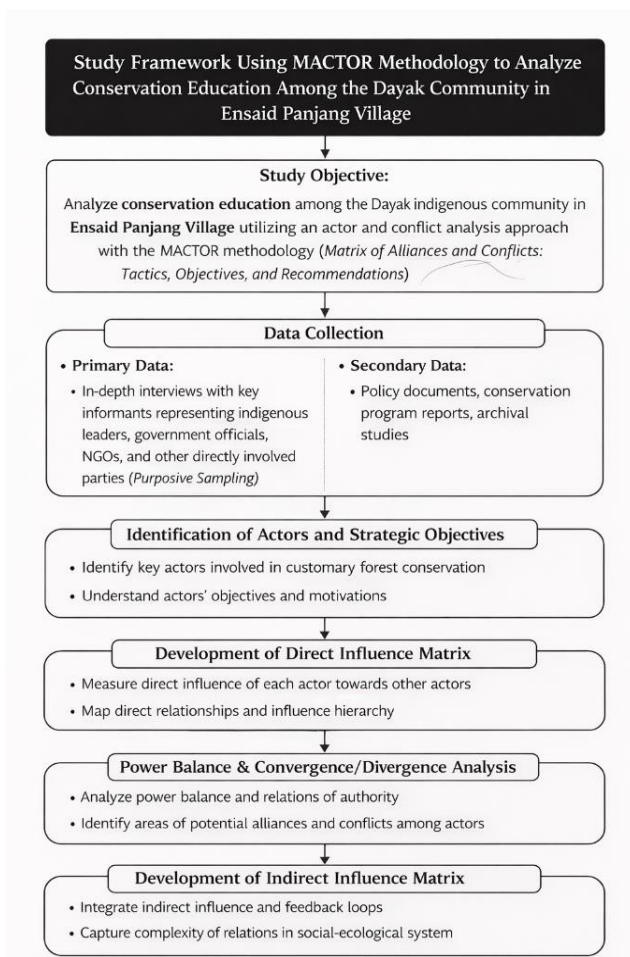 Study Framework Using MACTOR Methodology to Analyze
Conservation Education Among the Dayak Community in
Ensaid Panjang Village
Study Objective:
Analyze conservation education among the Dayak indigenous community in
Ensaid Panjang Village utilizing an actor and conflict analysis approach
with the MACTOR methodology (Matrix of Alliances and Conflicts:
Tactics, Objectives, and Recommendations)
Data Collection
• Primary Data:
• In-depth interviews with key
informants representing indigenous
leaders, government officials,
NGOs, and other directly involved
parties (Purposive Sampling)
• Secondary Data:
• Policy documents, conservation
program reports, archival
studies
Identification of Actors and Strategic Objectives
• Identify key actors involved in customary forest conservation
• Understand actors' objectives and motivations
Development of Direct Influence Matrix
• Measure direct influence of each actor towards other actors
• Map direct relationships and influence hierarchy
Power Balance & Convergence/Divergence Analysis
• Analyze power balance and relations of authority
• Identify areas of potential alliances and conflicts among actors
Development of Indirect Influence Matrix
• Integrate indirect influence and feedback loops
• Capture complexity of relations in social-ecological system